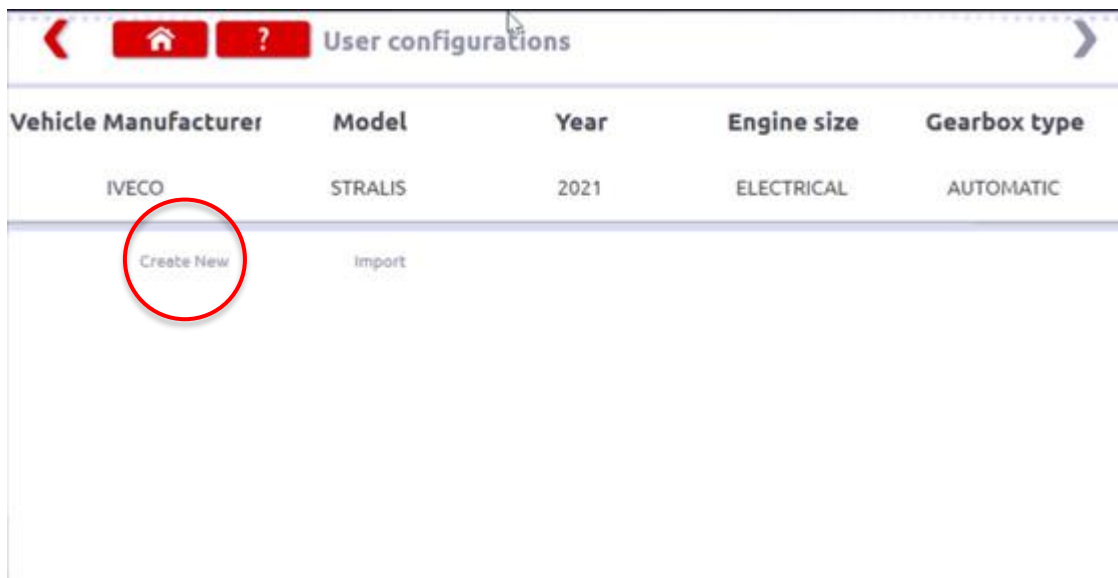 ? User configurations
Vehicle Manufacturer Model Year Engine size Gearbox type
IVECO STRALIS 2021 ELECTRICAL AUTOMATIC
Create New Import